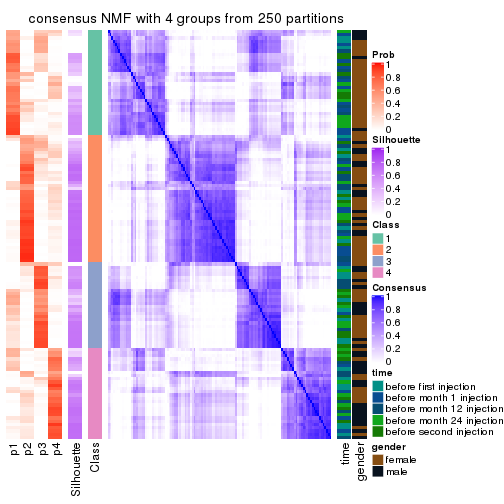 consensus NMF with 4 groups from 250 partitions
Prob
1
0.8
0.6
0.4
0.2
0
Silhouette
1
0.8
0.6
0.4
0.2
0
Class
1
2
3
4
Consensus
1
0.8
0.6
0.4
0.2
0
time
before first injection
before month 1 injection
before month 12 injection
before month 24 injection
before second injection
gender
female
male
p1
p2
p3
p4
Silhouette
Class
time
gender